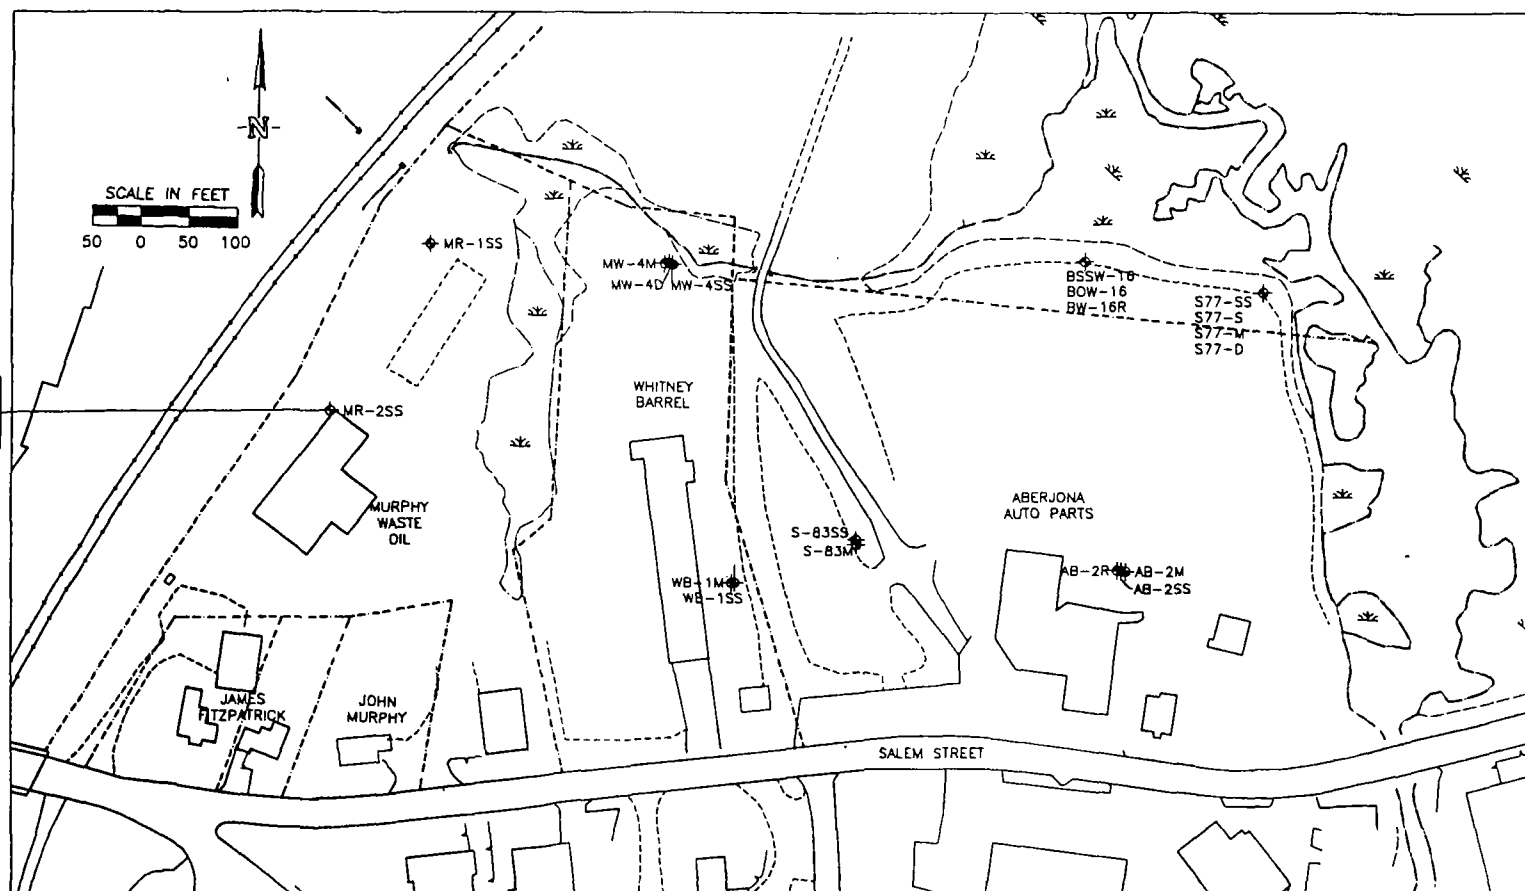 N
SCALE IN FEET
50 0 50 100
MR-1SS
MW-4M
MW-4D MW-4SS
BSSW-16
BOW-16
BW-16R
S77-SS
S77-S
S77-M
S77-D
MR-2SS
WHITNEY
BARREL
MURPHY
WASTE
OIL
ABERJONA
AUTO PARTS
S-83SS
S-83M
WB-1M
WB-1SS
AB-2R
AB-2M
AB-2SS
JAMES
FITZPATRICK
JOHN
MURPHY
SALEM STREET